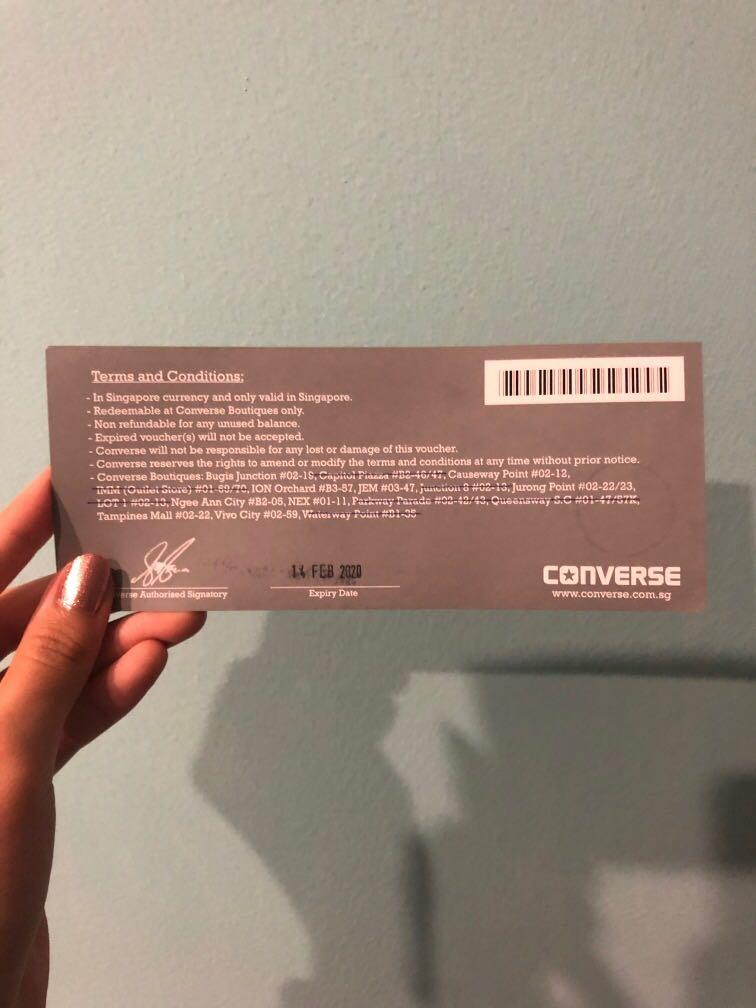 Terms and Conditions:
- In Singapore currency and only valid in Singapore.
- Redeemable at Converse Boutiques only.
- Non refundable for any unused balance.
- Expired voucher(s) will not be accepted.
- Converse will not be responsible for any lost or damage of this voucher.
- Converse reserves the rights to amend or modify the terms and conditions at any time without prior notice.
- Converse Boutiques: Bugis Junction #02-15, Capitol Piazza #B2-46/47, Causeway Point #02-12,
IMM (Outlet Store) #01-69/70, ION Orchard #B3-57, JEM #03-47, Junction 8 #02-13, Jurong Point #02-22/23,
LOT 1 #02-13, Ngee Ann City #B2-05, NEX #01-11, Parkway Parade #02-42/43, Queensway S.C #01-47/57K,
Tampines Mall #02-22, Vivo City #02-59, Waterway Point #B1-35
Authorised Signatory
14 FEB 2020
Expiry Date
CONVERSE
www.converse.com.sg